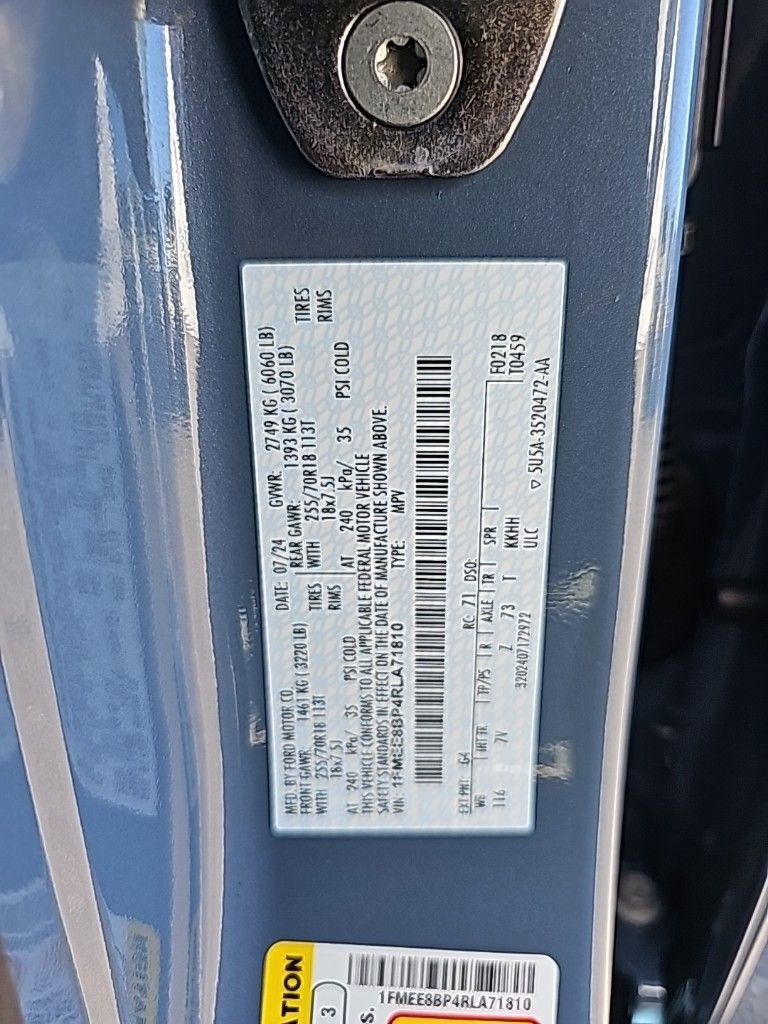 MFD. BY FORD MOTOR CO. DATE: 07/24 GVWR: 2749 KG ( 6060 LB)
FRONT GAWR: 1461 KG ( 3220 LB) REAR GAWR: 1393 KG ( 3070 LB)
WITH 255/70R18 113T TIRES WITH 255/70R18 113T TIRES
18x7.5J RIMS 18x7.5J RIMS
AT 240 kPa/ 35 PSI COLD AT 240 kPa/ 35 PSI COLD
THIS VEHICLE CONFORMS TO ALL APPLICABLE FEDERAL MOTOR VEHICLE
SAFETY STANDARDS IN EFFECT ON THE DATE OF MANUFACTURE SHOWN ABOVE.
VIN: 1FMEE8BP4RLA71810 TYPE: MPV
EXT PNT: G4 RC: 71 DSO: F0218
WB INT TR TP/PS R AXLE TR SPR T0459
116 7V Z 73 T KKHH
ULC
3202407172972 ▽ 5U5A-3520472-AA
ATION
3
s.
1FMEE8BP4RLA71810